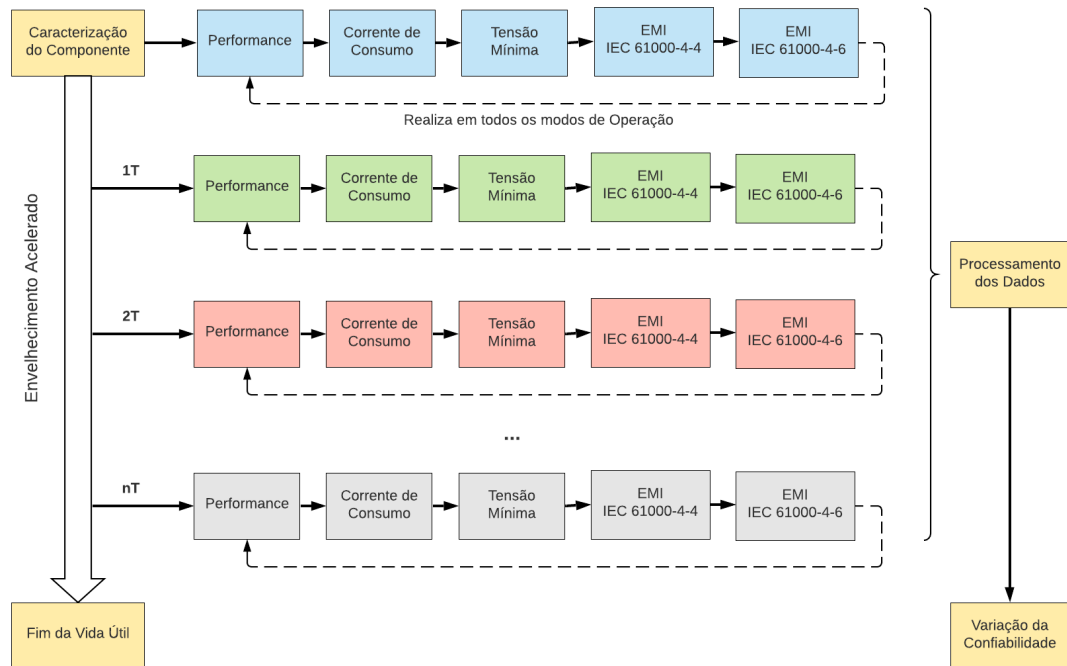 Caracterização
do Componente
Performance
Corrente de
Consumo
Tensão
Mínima
EMI
IEC 61000-4-4
EMI
IEC 61000-4-6
Realiza em todos os modos de Operação
Envelhecimento Acelerado
1T
Performance
Corrente de
Consumo
Tensão
Mínima
EMI
IEC 61000-4-4
EMI
IEC 61000-4-6
2T
Performance
Corrente de
Consumo
Tensão
Mínima
EMI
IEC 61000-4-4
EMI
IEC 61000-4-6
...
nT
Performance
Corrente de
Consumo
Tensão
Mínima
EMI
IEC 61000-4-4
EMI
IEC 61000-4-6
Fim da Vida Útil
Processamento
dos Dados
Variação da
Confiabilidade